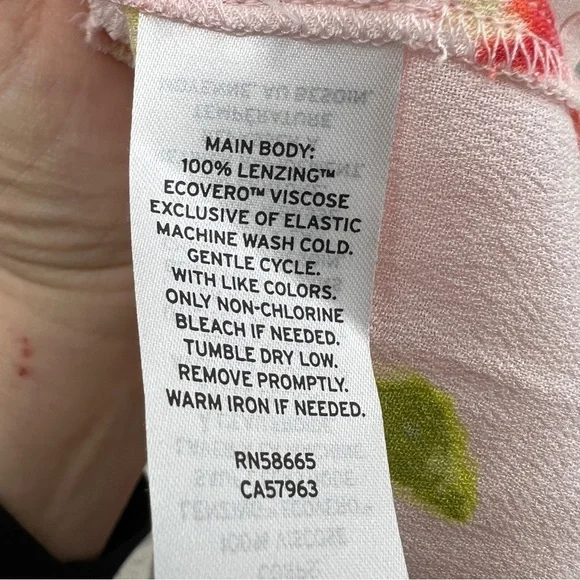 MAIN BODY:
100% LENZING™
ECOVERO™ VISCOSE
EXCLUSIVE OF ELASTIC
MACHINE WASH COLD.
GENTLE CYCLE.
WITH LIKE COLORS.
ONLY NON-CHLORINE
BLEACH IF NEEDED.
TUMBLE DRY LOW.
REMOVE PROMPTLY.
WARM IRON IF NEEDED.
RN58665
CA57963